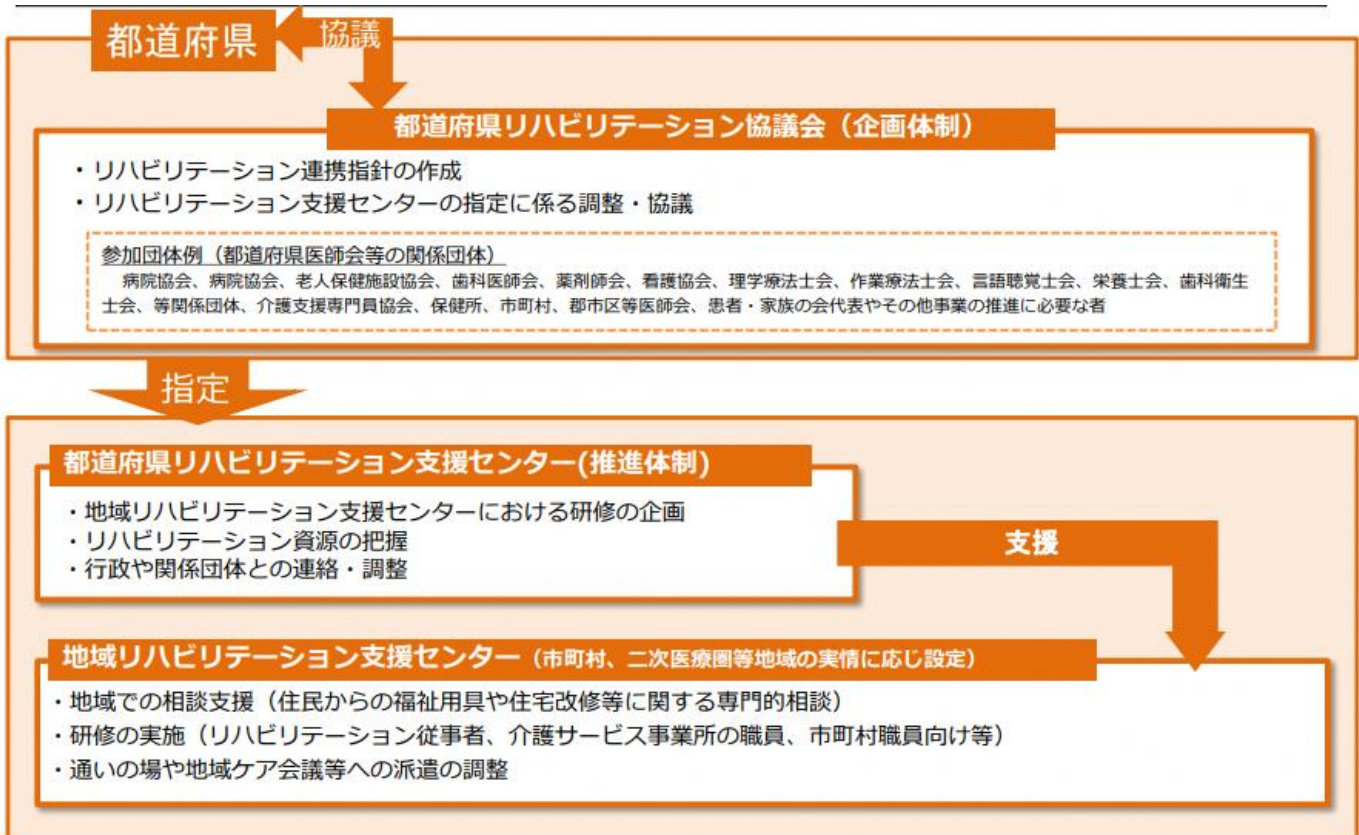 都道府県
協議
都道府県リハビリテーション協議会（企画体制）
・リハビリテーション連携指針の作成
・リハビリテーション支援センターの指定に係る調整・協議
参加団体例（都道府県医師会等の関係団体）
病院協会、病院協会、老人保健施設協会、歯科医師会、薬剤師会、看護協会、理学療法士会、作業療法士会、言語聴覚士会、栄養士会、歯科衛生
士会、等関係団体、介護支援専門員協会、保健所、市町村、郡市区等医師会、患者・家族の会代表やその他事業の推進に必要な者
指定
都道府県リハビリテーション支援センター(推進体制)
・地域リハビリテーション支援センターにおける研修の企画
・リハビリテーション資源の把握
・行政や関係団体との連絡・調整
支援
地域リハビリテーション支援センター（市町村、二次医療圏等地域の実情に応じ設定）
・地域での相談支援（住民からの福祉用具や住宅改修等に関する専門的相談）
・研修の実施（リハビリテーション従事者、介護サービス事業所の職員、市町村職員向け等）
・通いの場や地域ケア会議等への派遣の調整